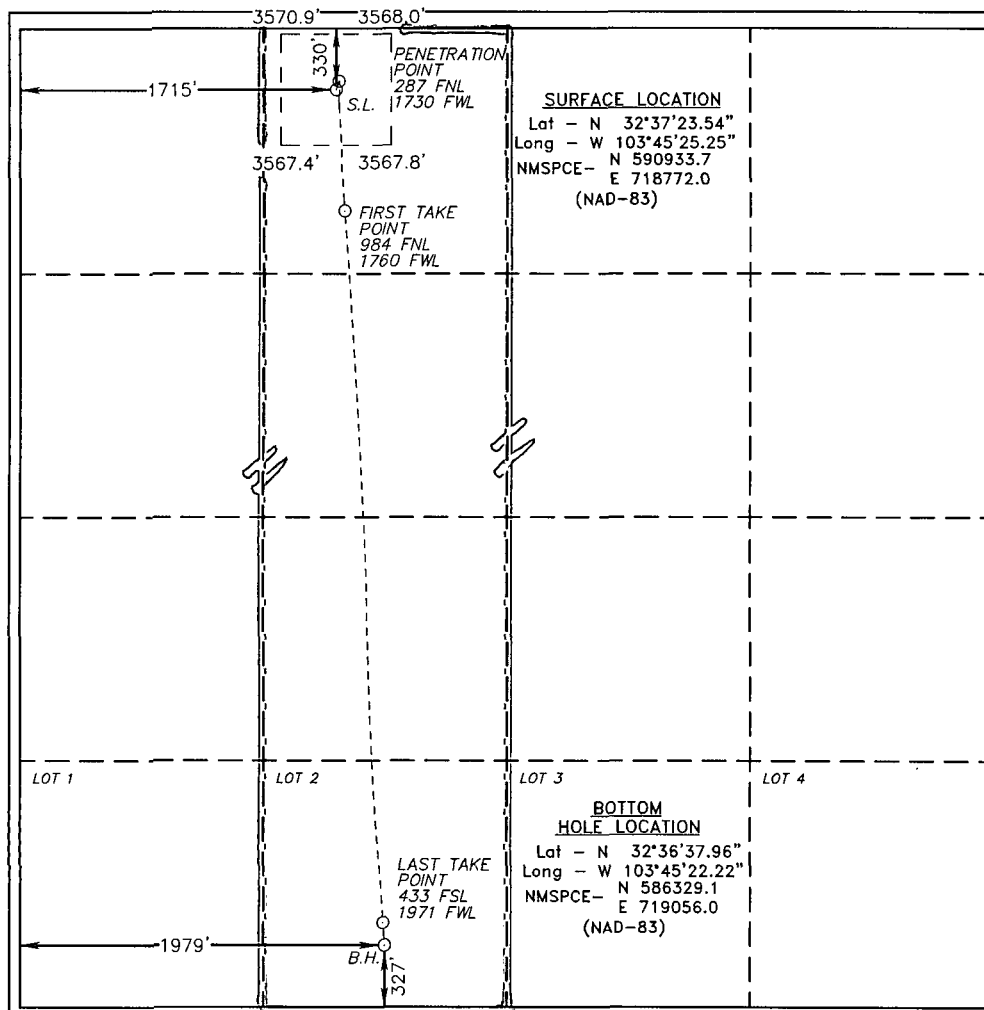 3570.9' 3568.0'
330'
PENETRATION
POINT
287 FNL
1730 FWL
1715'
S.L.
SURFACE LOCATION
Lat - N 32°37'23.54"
Long - W 103°45'25.25"
NMSPCE- N 590933.7
E 718772.0
(NAD-83)
3567.4' 3567.8'
FIRST TAKE
POINT
984 FNL
1760 FWL
LOT 1 LOT 2 LOT 3 LOT 4
BOTTOM
HOLE LOCATION
Lat - N 32°36'37.96"
Long - W 103°45'22.22"
NMSPCE- N 586329.1
E 719056.0
(NAD-83)
LAST TAKE
POINT
433 FSL
1971 FWL
1979'
B.H.
327'